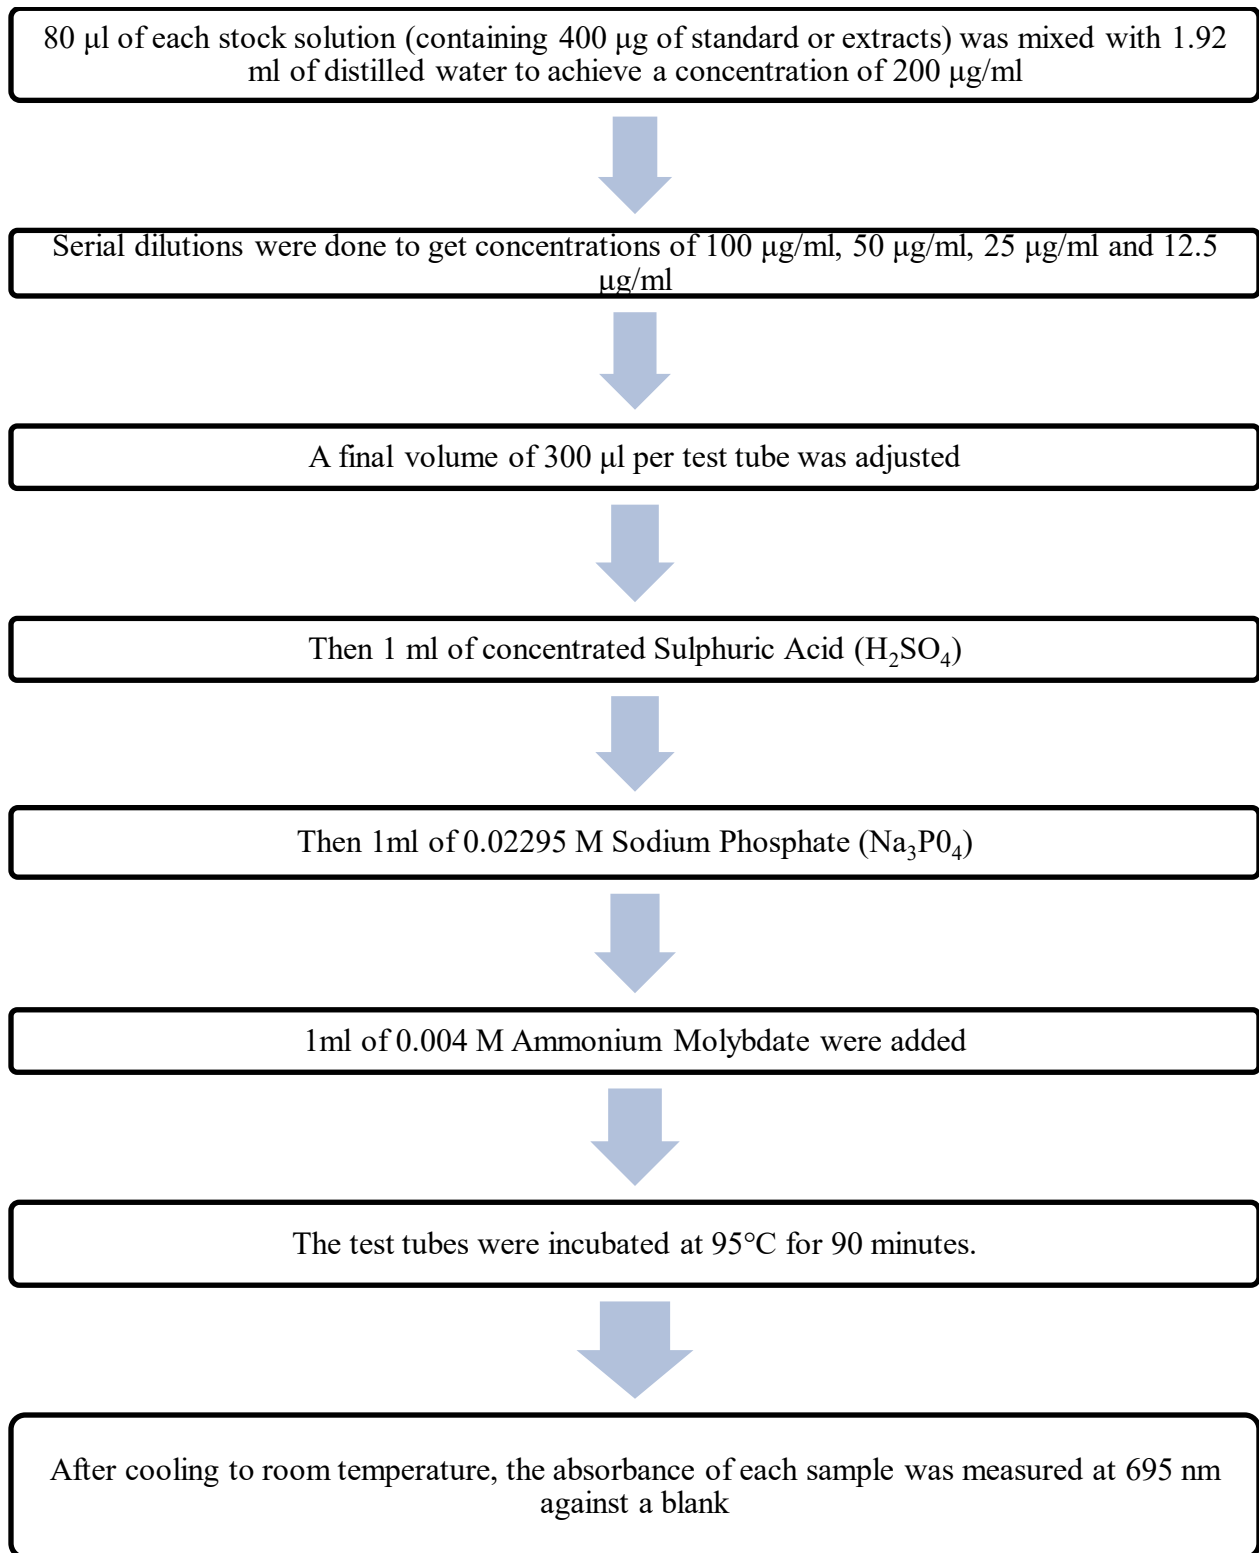 80 μl of each stock solution (containing 400 μg of standard or extracts) was mixed with 1.92
ml of distilled water to achieve a concentration of 200 μg/ml
Serial dilutions were done to get concentrations of 100 μg/ml, 50 μg/ml, 25 μg/ml and 12.5
μg/ml
A final volume of 300 μl per test tube was adjusted
Then 1 ml of concentrated Sulphuric Acid (H₂SO₄)
Then 1ml of 0.02295 M Sodium Phosphate (Na₃P0₄)
1ml of 0.004 M Ammonium Molybdate were added
The test tubes were incubated at 95°C for 90 minutes.
After cooling to room temperature, the absorbance of each sample was measured at 695 nm
against a blank